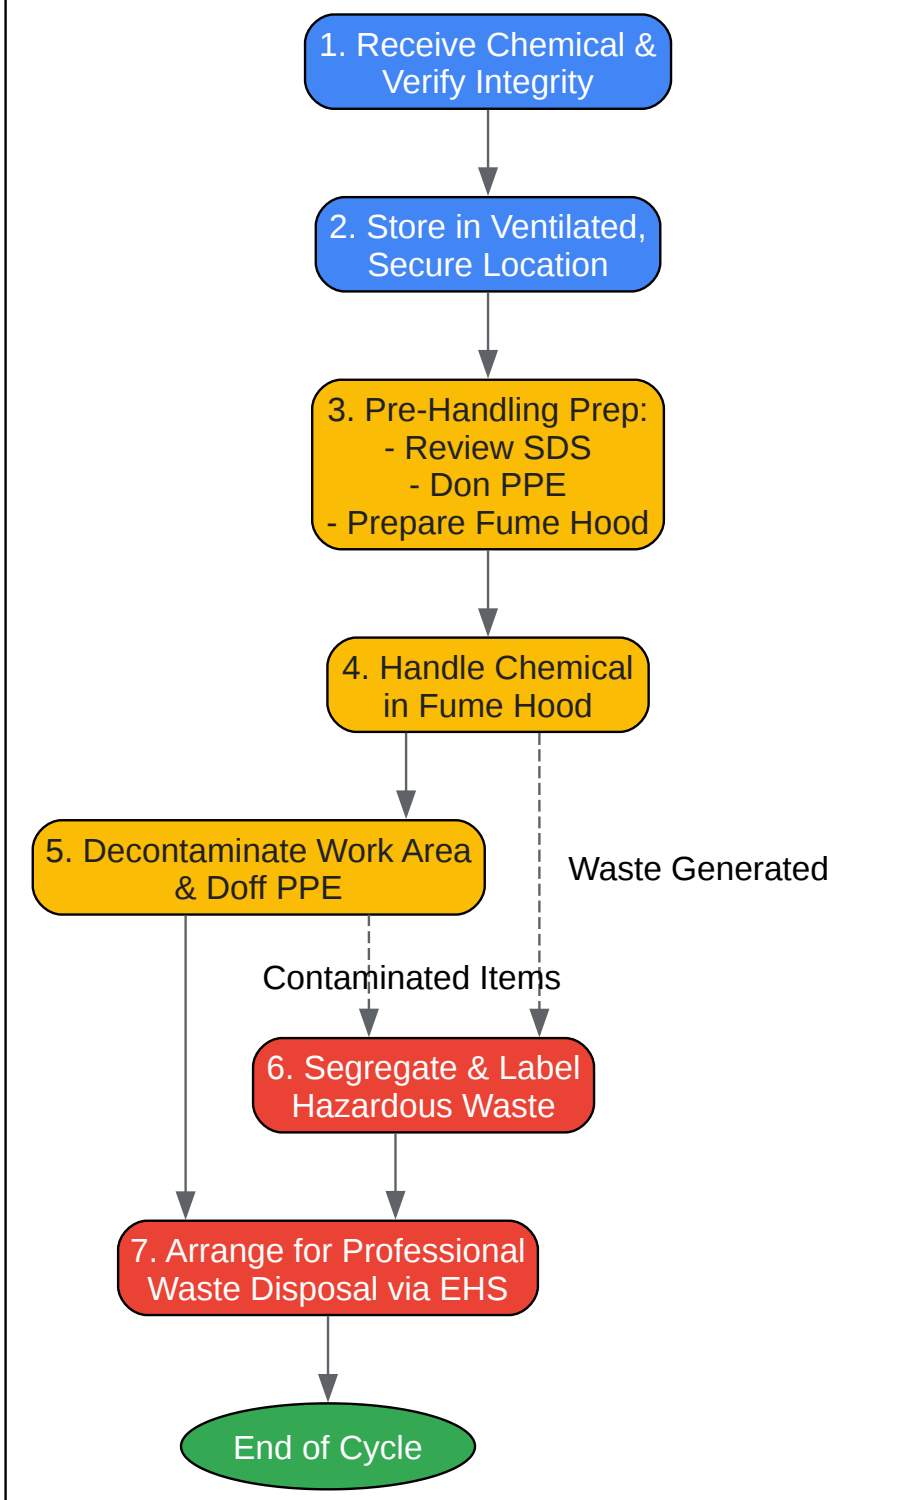 1. Receive Chemical &
Verify Integrity
2. Store in Ventilated,
Secure Location
3. Pre-Handling Prep:
- Review SDS
- Don PPE
- Prepare Fume Hood
4. Handle Chemical
in Fume Hood
5. Decontaminate Work Area
& Doff PPE
Waste Generated
Contaminated Items
6. Segregate & Label
Hazardous Waste
7. Arrange for Professional
Waste Disposal via EHS
End of Cycle